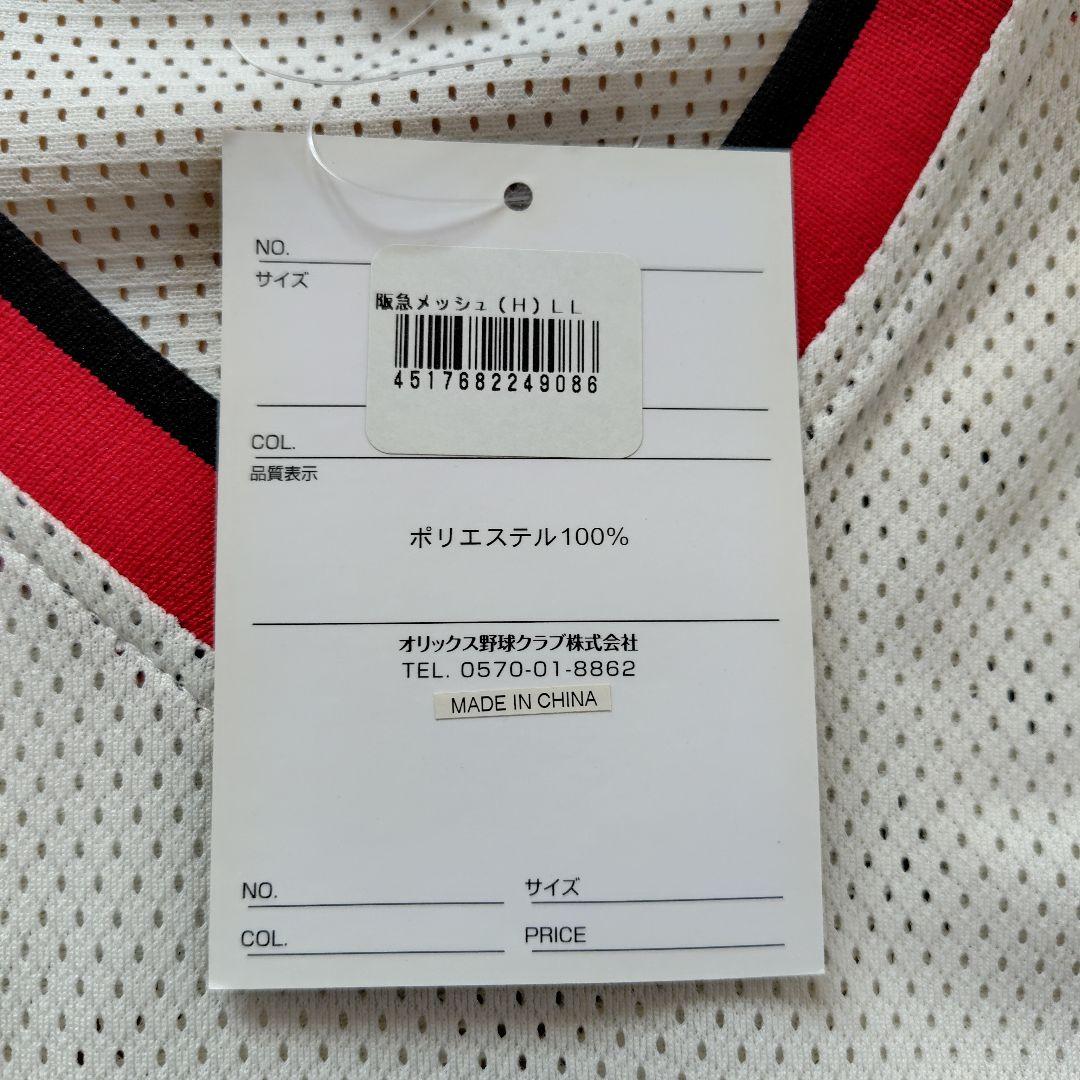 NO.
サイズ
阪急メッシュ(H)LL
4517682249086
COL.
品質表示
ポリエステル100%
オリックス野球クラブ株式会社
TEL. 0570-01-8862
MADE IN CHINA
NO. サイズ
COL. PRICE